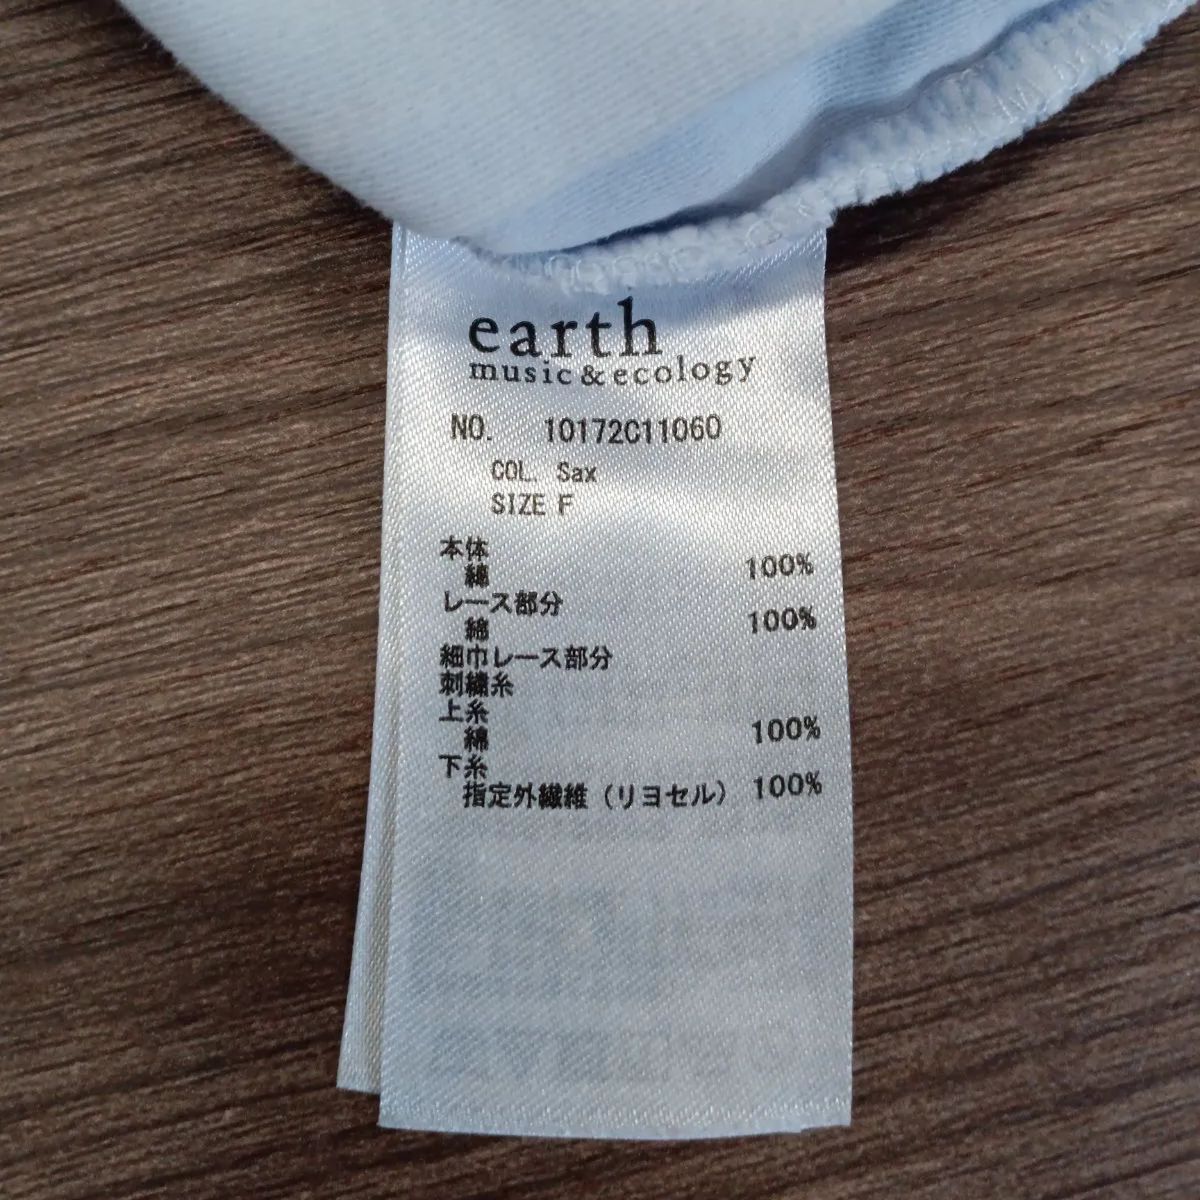 earth
music&ecology
NO. 10172C11060
COL. Sax
SIZE F
本体
綿 100%
レース部分
綿 100%
細巾レース部分
刺繍糸
上糸
綿 100%
下糸
指定外繊維（リヨセル） 100%